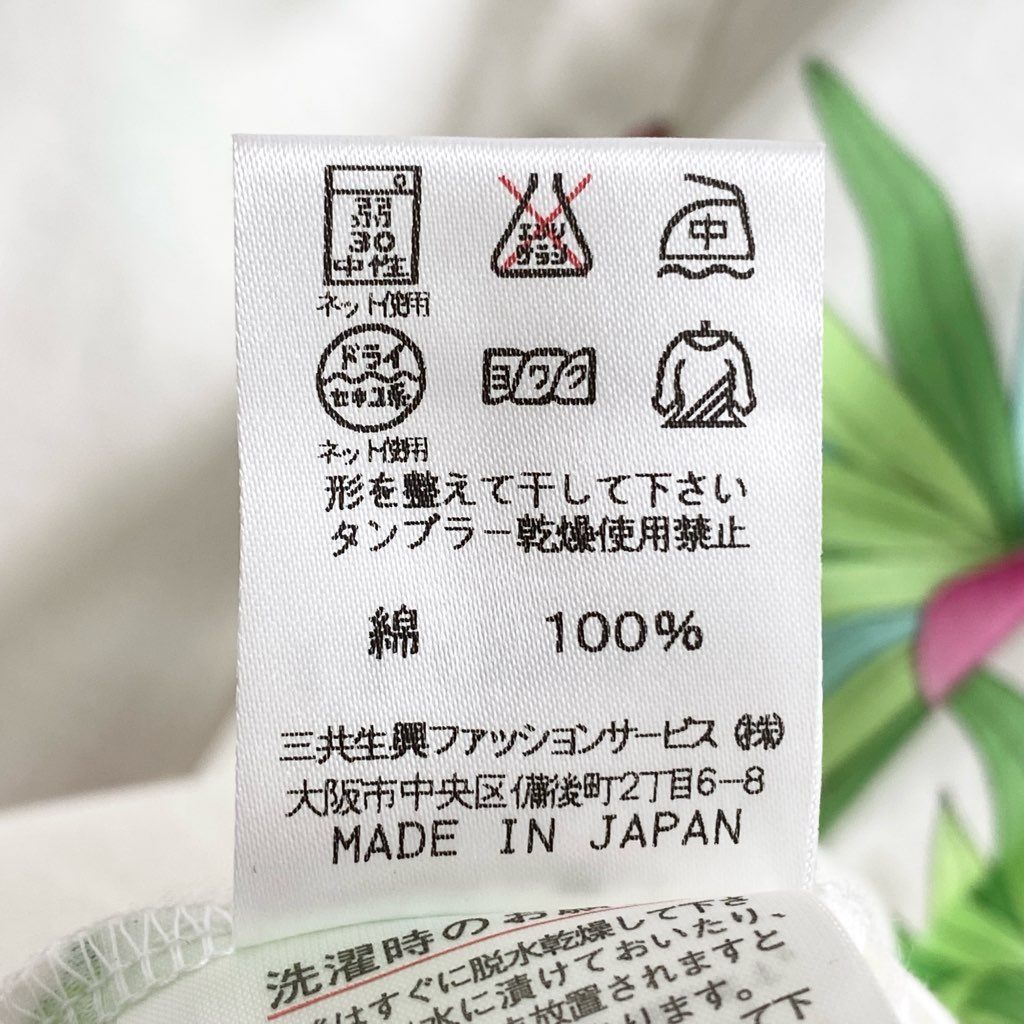 弱
30
中性
エンソ
サラシ
中
ネット使用
ドライ
セキユ系
ヨワク
ネット使用
形を整えて干して下さい
タンブラー乾燥使用禁止
綿 100%
三共生興ファッションサービス ㈱
大阪市中央区備後町2丁目6-8
MADE IN JAPAN
洗濯時のお
はすぐに脱水乾燥して下さ
水に漬けておいたり、
放置されますと
ります。
て下